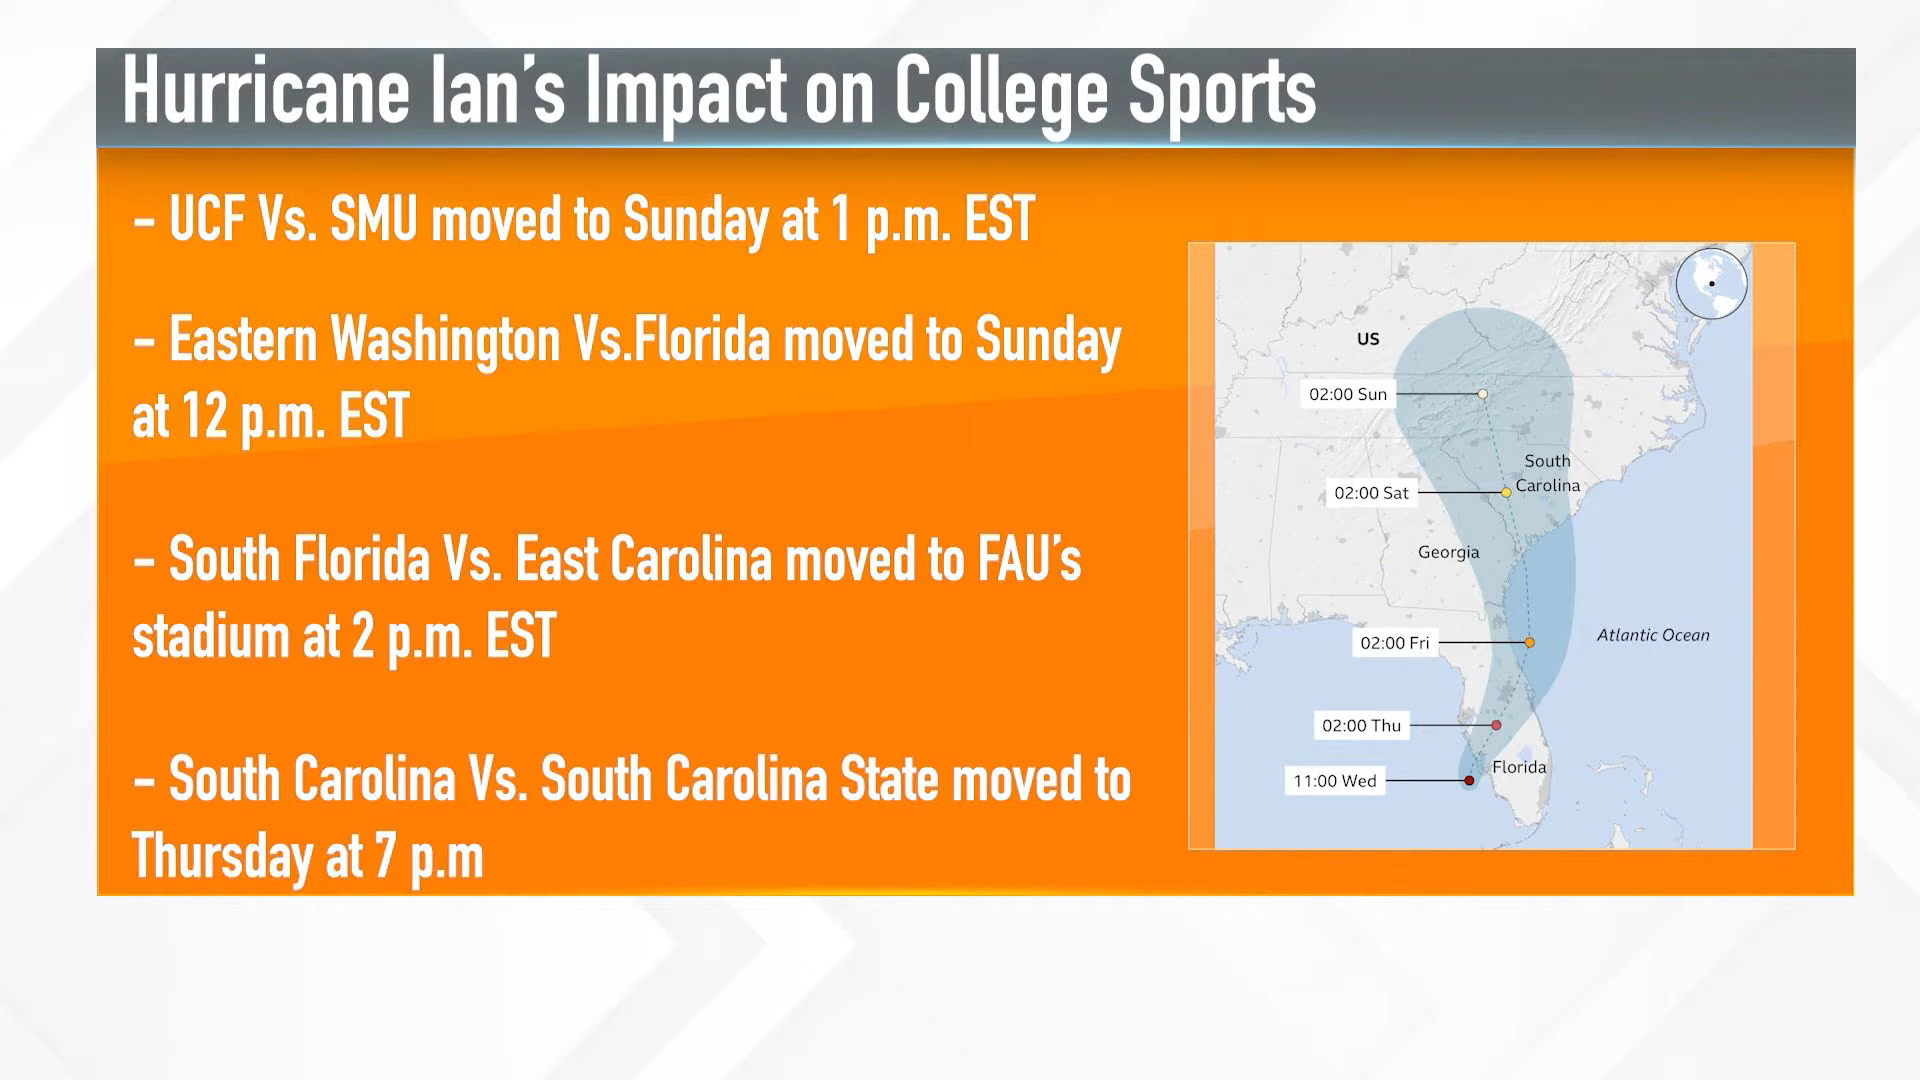 Hurricane Ian's Impact on College Sports
– UCF Vs. SMU moved to Sunday at 1 p.m. EST
– Eastern Washington Vs.Florida moved to Sunday
at 12 p.m. EST
– South Florida Vs. East Carolina moved to FAU's
stadium at 2 p.m. EST
– South Carolina Vs. South Carolina State moved to
Thursday at 7 p.m
US
02:00 Sun
South
Carolina
02:00 Sat
Georgia
Atlantic Ocean
02:00 Fri
02:00 Thu
Florida
11:00 Wed